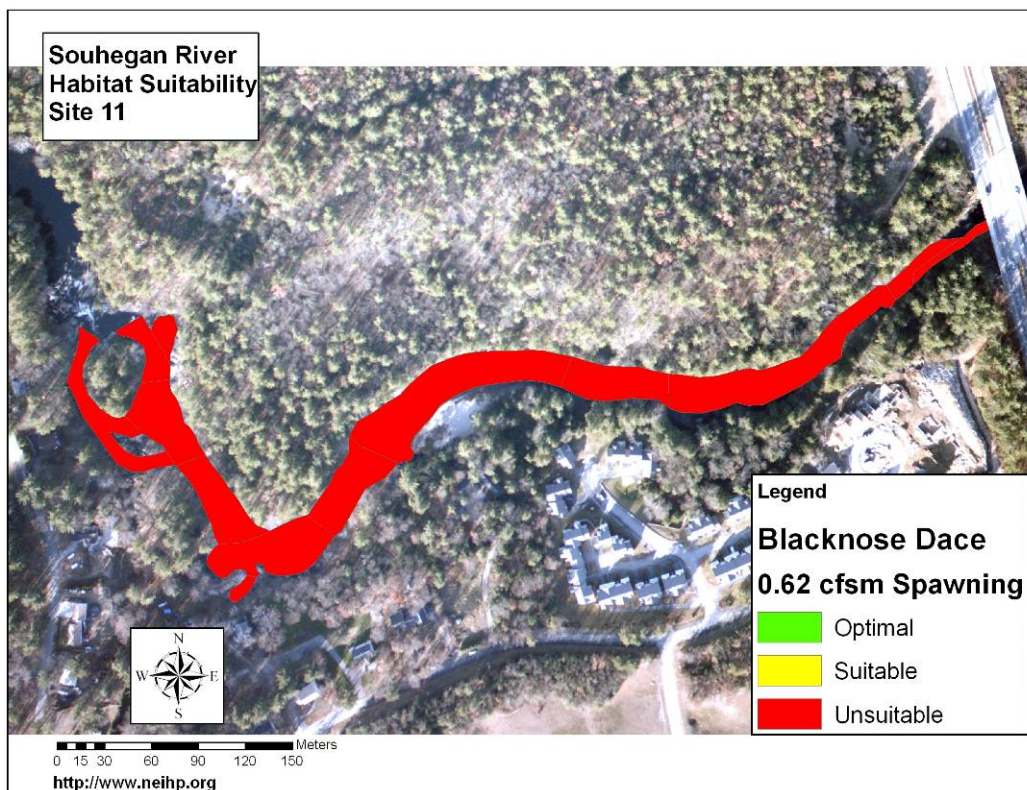 Souhegan River
Habitat Suitability
Site 11
Legend
Blacknose Dace
0.62 cfsm Spawning
Optimal
Suitable
Unsuitable
N
W E
S
Meters
0 15 30 60 90 120 150
http://www.neihp.org